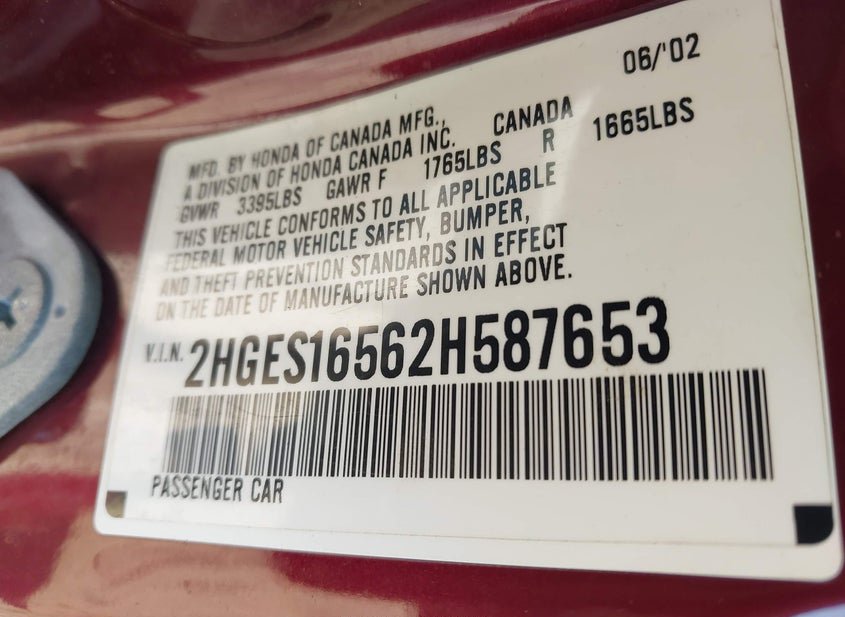 06/'02
MFD. BY HONDA OF CANADA MFG.,
A DIVISION OF HONDA CANADA INC. CANADA
GVWR 3395LBS GAWR F 1765LBS R 1665LBS
THIS VEHICLE CONFORMS TO ALL APPLICABLE
FEDERAL MOTOR VEHICLE SAFETY, BUMPER,
AND THEFT PREVENTION STANDARDS IN EFFECT
ON THE DATE OF MANUFACTURE SHOWN ABOVE.
V.I.N. 2HGES16562H587653
PASSENGER CAR